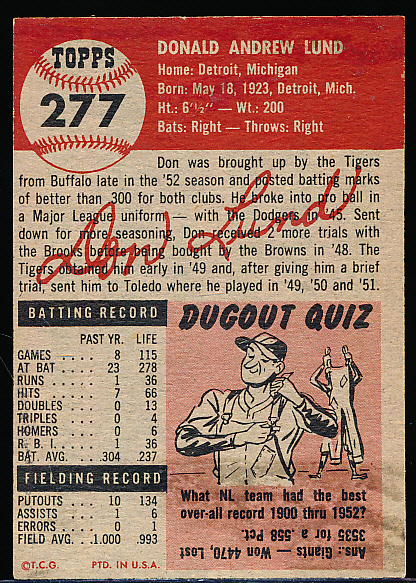 TOPPS
277
DONALD ANDREW LUND
Home: Detroit, Michigan
Born: May 18, 1923, Detroit, Mich.
Ht.: 6'½" — Wt.: 200
Bats: Right — Throws: Right
Don was brought up by the Tigers
from Buffalo late in the '52 season and posted batting marks
of better than .300 for both clubs. He broke into pro ball in
a Major League uniform — with the Dodgers in '45. Sent
down for more seasoning, Don received 2 more trials with
the Brooks before being bought by the Browns in '48. The
Tigers obtained him early in '49 and, after giving him a brief
trial, sent him to Toledo where he played in '49, '50 and '51.
Don Lund
BATTING RECORD
PAST YR. LIFE
GAMES 8 115
AT BAT 23 278
RUNS 1 36
HITS 7 66
DOUBLES 0 13
TRIPLES 0 4
HOMERS 0 6
R. B. I. 1 36
BAT. AVG. .304 .237
FIELDING RECORD
PUTOUTS 10 134
ASSISTS 1 6
ERRORS 0 1
FIELD AVG. 1.000 .993
©T.C.G. PTD. IN U.S.A.
DUGOUT QUIZ
What NL team had the best
over-all record 1900 thru 1952?
Ans.: Giants — Won 4470, Lost
3535 for a .558 Pct.